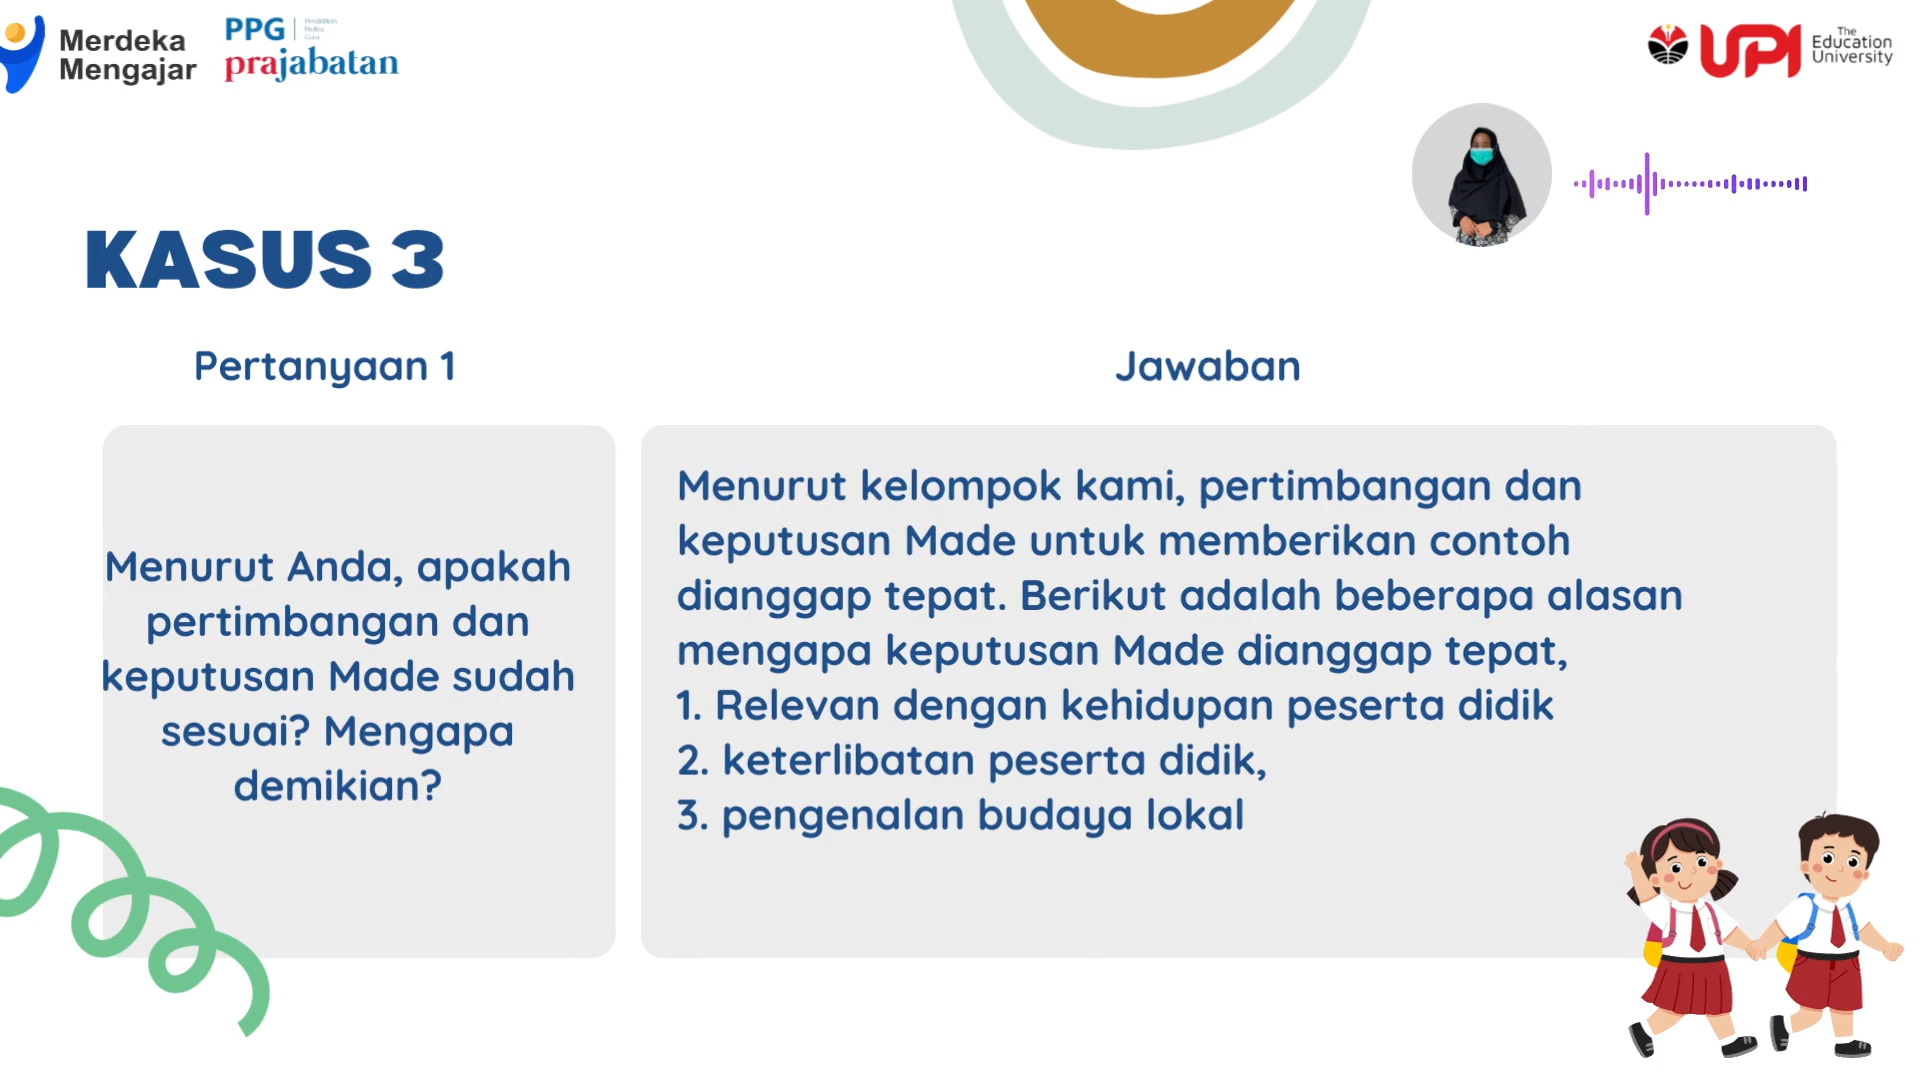 Merdeka
Mengajar
PPG
Pendidikan
Profesi
Guru
prajabatan
UPI
The
Education
University
KASUS 3
Pertanyaan 1
Menurut Anda, apakah
pertimbangan dan
keputusan Made sudah
sesuai? Mengapa
demikian?
Jawaban
Menurut kelompok kami, pertimbangan dan
keputusan Made untuk memberikan contoh
dianggap tepat. Berikut adalah beberapa alasan
mengapa keputusan Made dianggap tepat,
1. Relevan dengan kehidupan peserta didik
2. keterlibatan peserta didik,
3. pengenalan budaya lokal